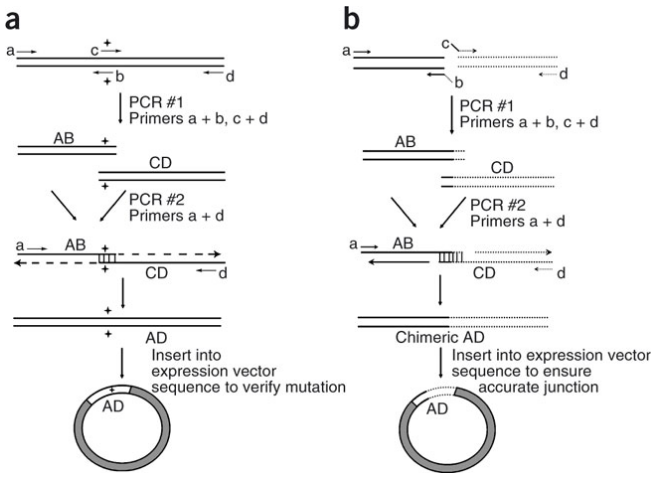 a
a
c
b
d
PCR #1
Primers a + b, c + d
AB
CD
PCR #2
Primers a + d
a
AB
CD
d
AD
Insert into
expression vector
sequence to verify mutation
AD
b
a
c
b
d
PCR #1
Primers a + b, c + d
AB
CD
PCR #2
Primers a + d
a
AB
CD
d
Chimeric AD
Insert into expression vector
sequence to ensure
accurate junction
AD